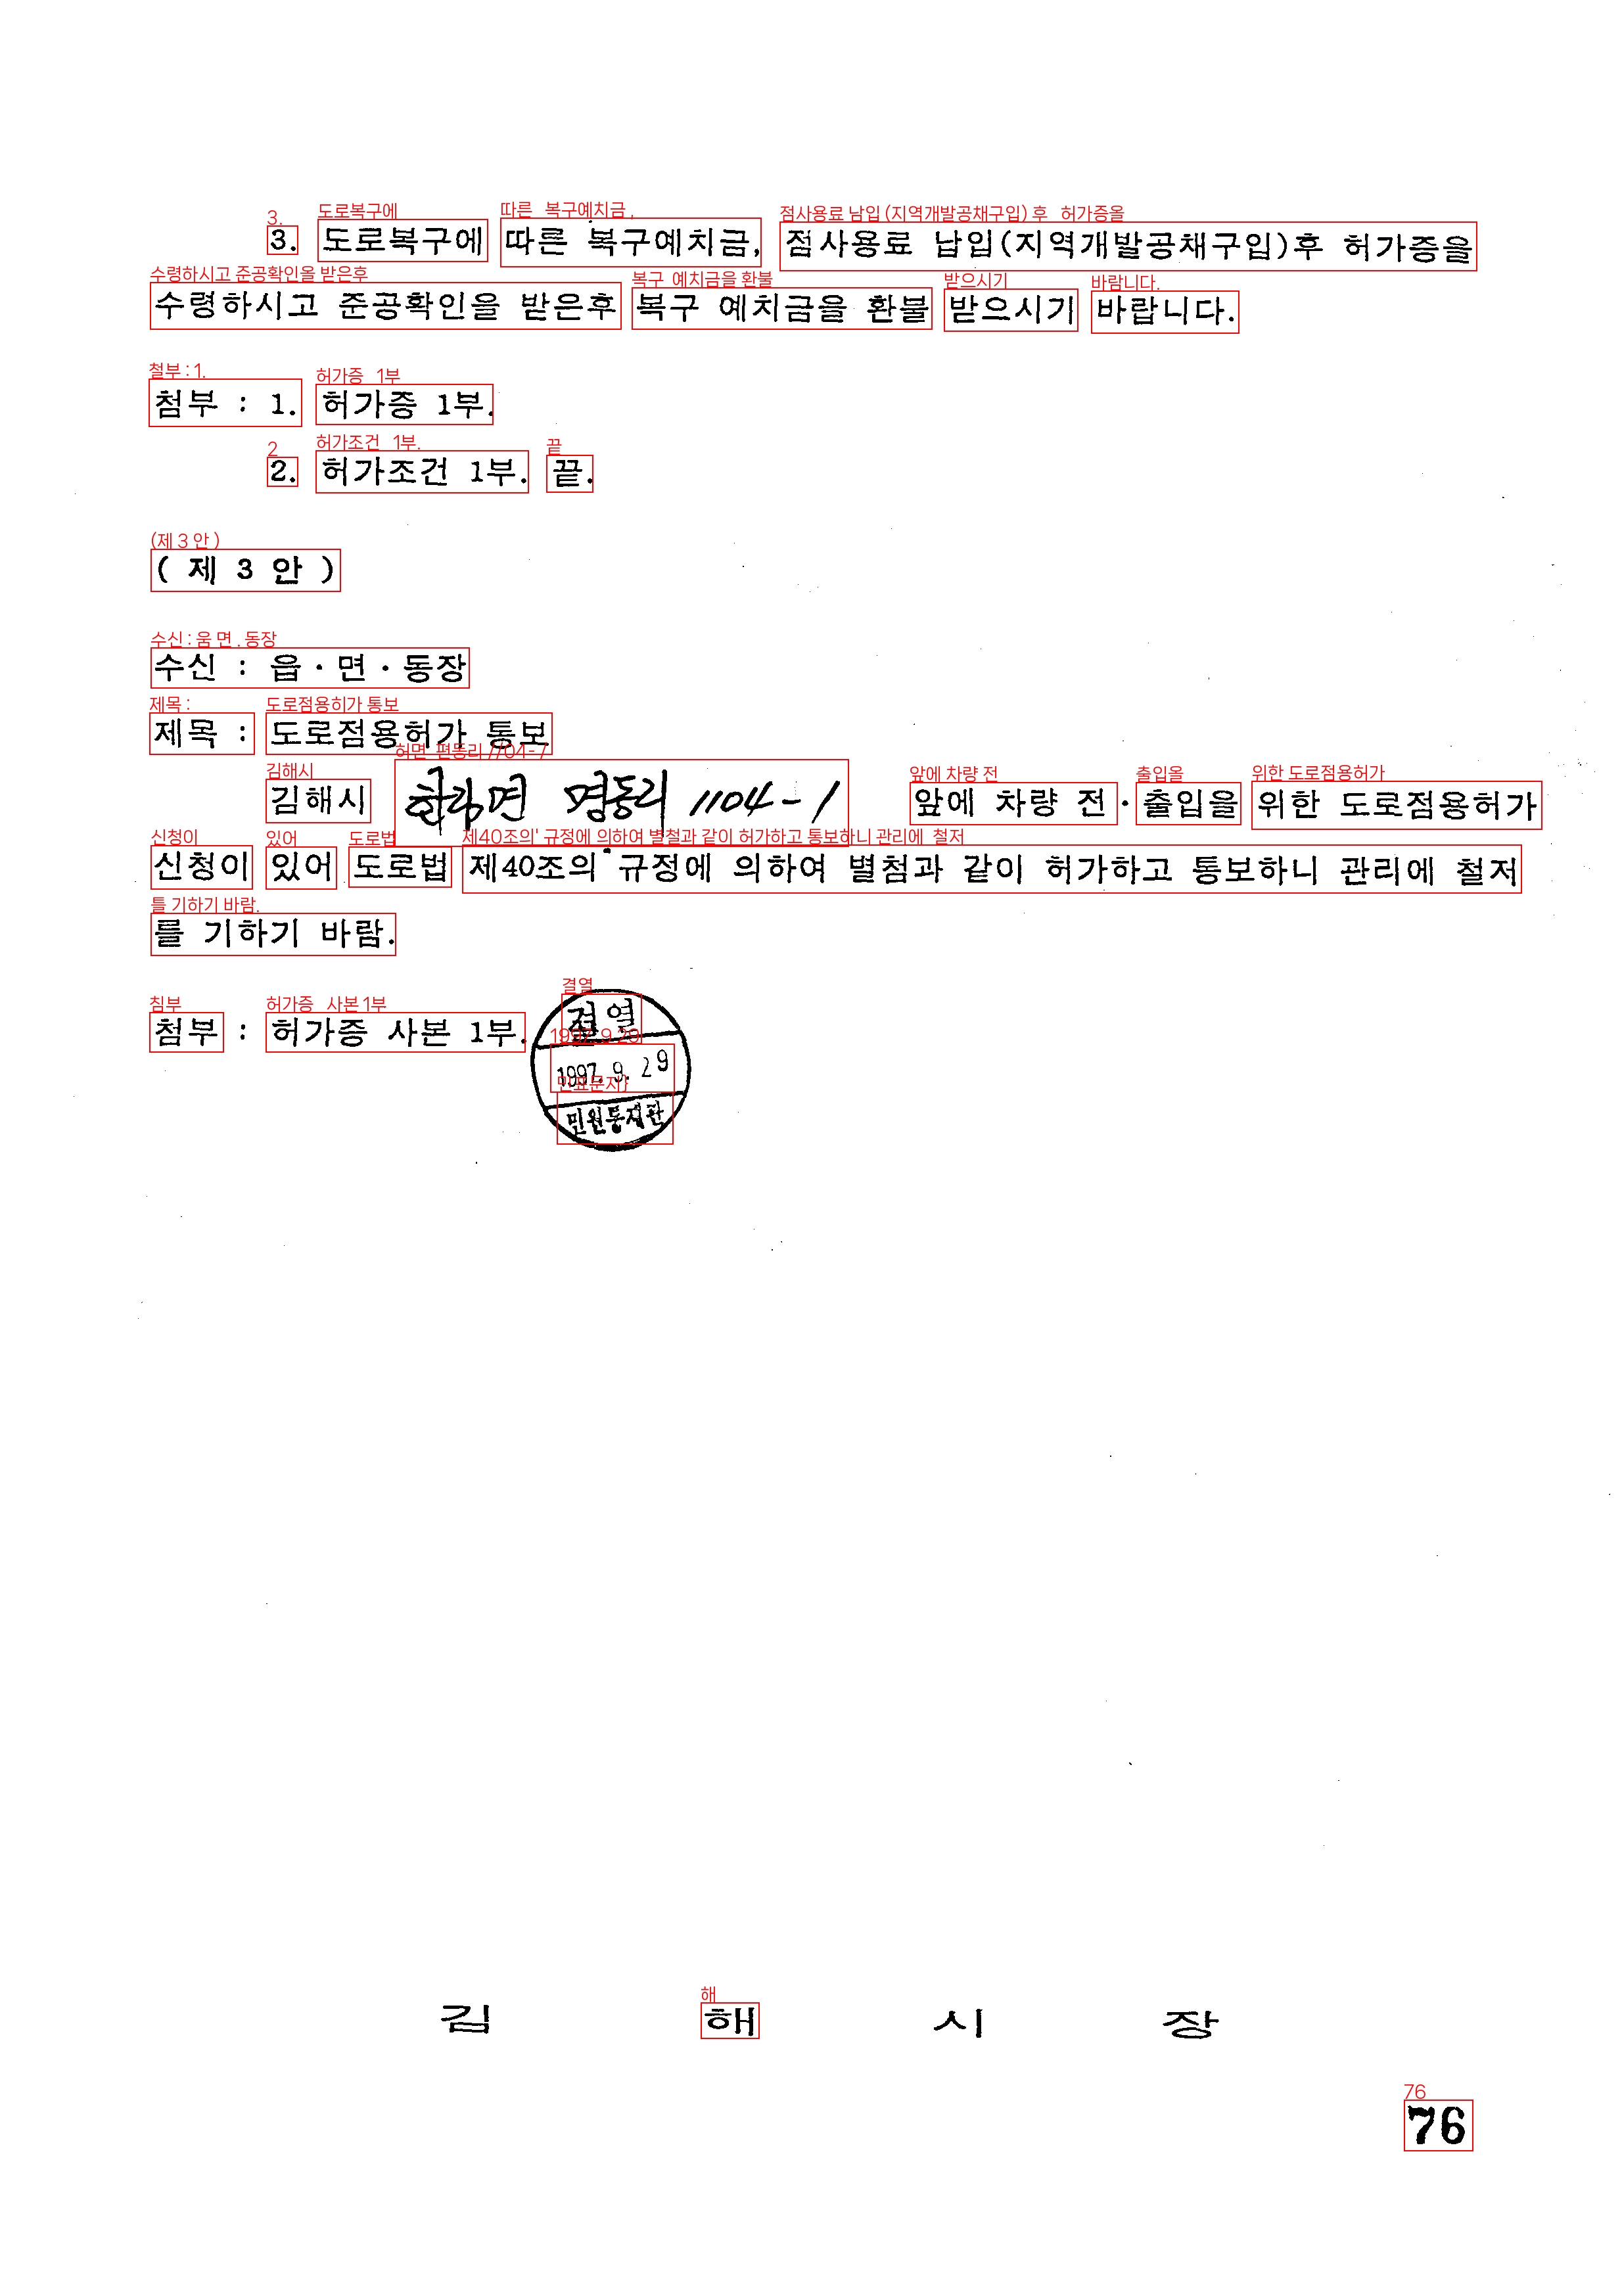 3. 도로복구에 따른 복구예치금, 점사용료 납입(지역개발공채구입)후 허가증을
수령하시고 준공확인을 받은후 복구 예치금을 환불 받으시기 바랍니다.
첨부 : 1. 허가증 1부.
2. 허가조건 1부. 끝.
( 제 3 안 )
수신 : 읍·면·동장
제목 : 도로점용허가 통보
김해시 한림면 명동리 1104-1 앞에 차량 전·출입을 위한 도로점용허가
신청이 있어 도로법 제40조의 규정에 의하여 별첨과 같이 허가하고 통보하니 관리에 철저
를 기하기 바람.
첨부 : 허가증 사본 1부.
검열
1997. 9. 29
민원통제관
김 해 시 장
76